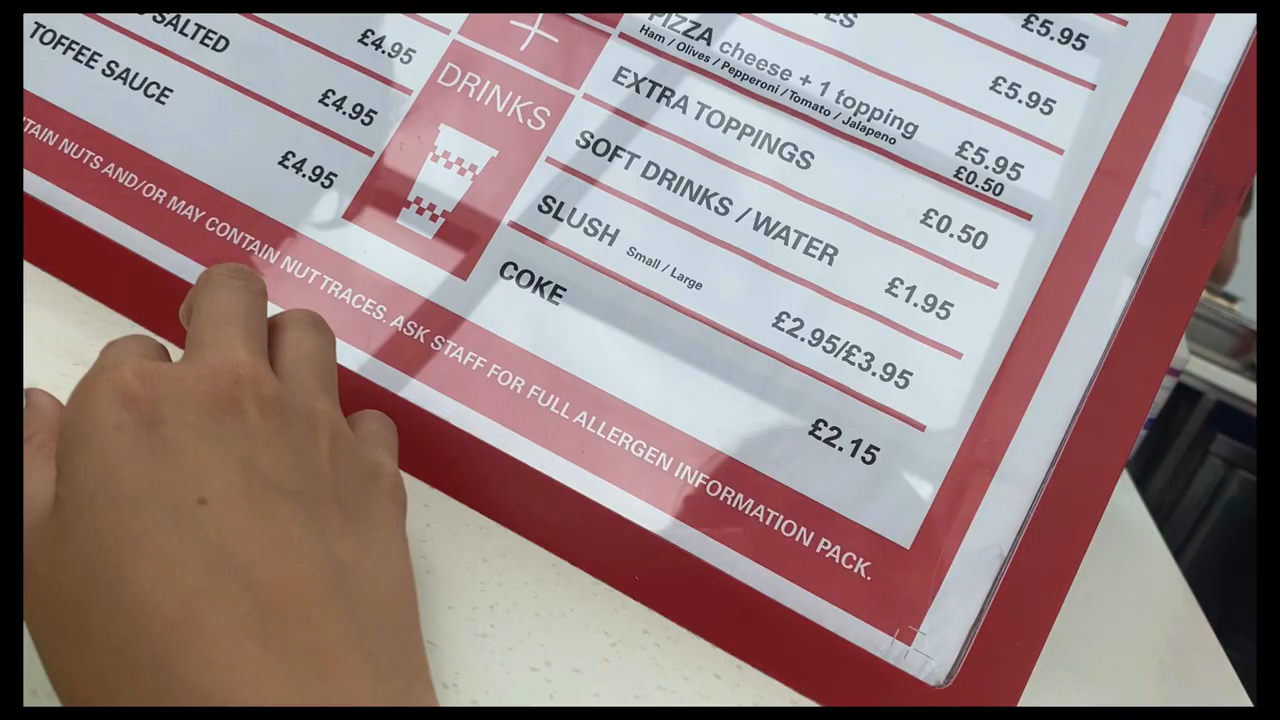 £4.95
SALTED £4.95
TOFFEE SAUCE £4.95
DRINKS
£5.95
£5.95
PIZZA cheese + 1 topping £5.95
Ham / Olives / Pepperoni / Tomato / Jalapeno £0.50
EXTRA TOPPINGS £0.50
SOFT DRINKS / WATER £1.95
SLUSH Small / Large £2.95/£3.95
COKE £2.15
NUTS AND/OR MAY CONTAIN NUT TRACES. ASK STAFF FOR FULL ALLERGEN INFORMATION PACK.